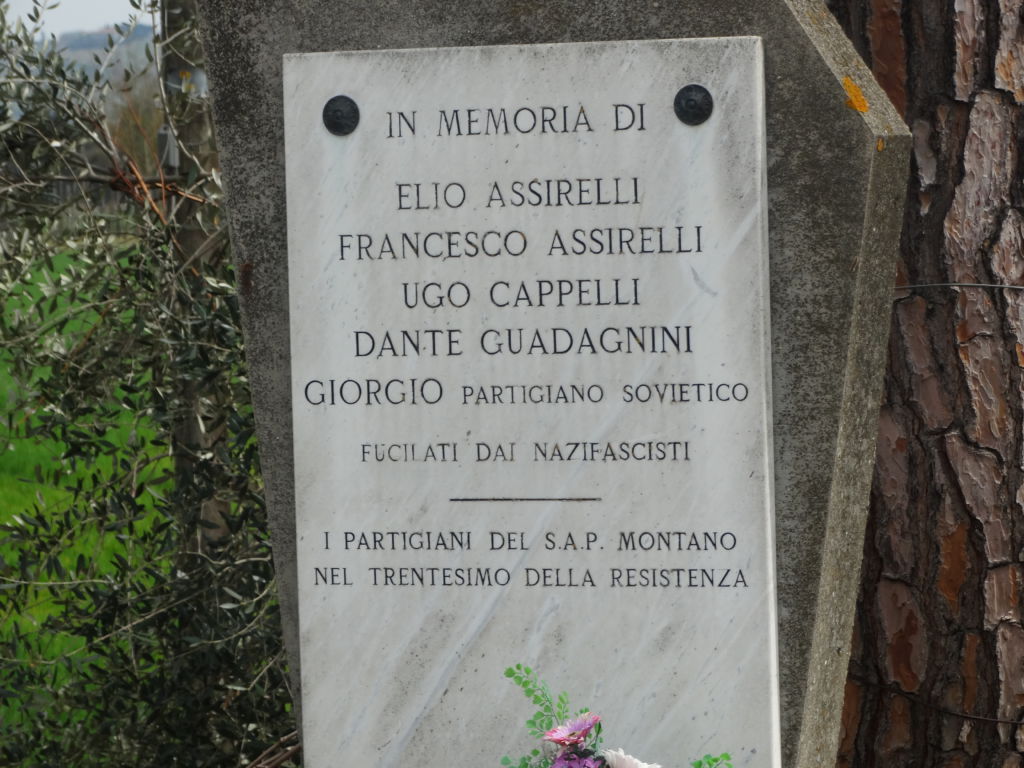 IN MEMORIA DI
ELIO ASSIRELLI
FRANCESCO ASSIRELLI
UGO CAPPELLI
DANTE GUADAGNINI
GIORGIO PARTIGIANO SOVIETICO
FUCILATI DAI NAZIFASCISTI
I PARTIGIANI DEL S.A.P. MONTANO
NEL TRENTESIMO DELLA RESISTENZA